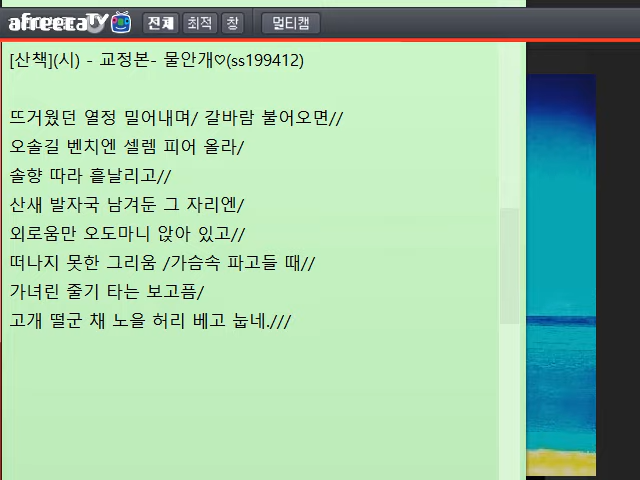 afreecaTV 전체 최적 창 멀티캠
[산책](시) - 교정본- 물안개♡(ss199412)
뜨거웠던 열정 밀어내며/ 갈바람 불어오면//
오솔길 벤치엔 셀렘 피어 올라/
솔향 따라 흩날리고//
산새 발자국 남겨둔 그 자리엔/
외로움만 오도마니 앉아 있고//
떠나지 못한 그리움 /가슴속 파고들 때//
가녀린 줄기 타는 보고픔/
고개 떨군 채 노을 허리 베고 눕네.///